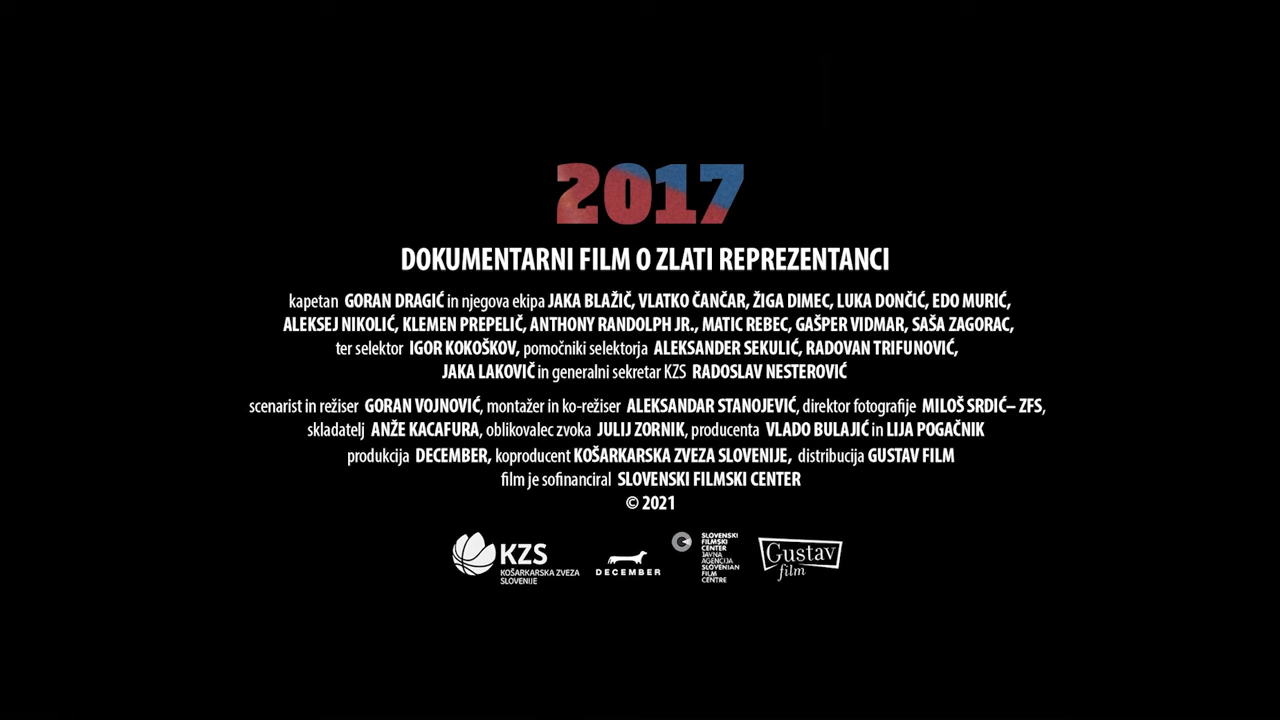 2017
DOKUMENTARNI FILM O ZLATI REPREZENTANCI
kapetan GORAN DRAGIĆ in njegova ekipa JAKA BLAŽIČ, VLATKO ČANČAR, ŽIGA DIMEC, LUKA DONČIĆ, EDO MURIĆ,
ALEKSEJ NIKOLIĆ, KLEMEN PREPELIČ, ANTHONY RANDOLPH JR., MATIC REBEC, GAŠPER VIDMAR, SAŠA ZAGORAC,
ter selektor IGOR KOKOŠKOV, pomočniki selektorja ALEKSANDER SEKULIĆ, RADOVAN TRIFUNOVIĆ,
JAKA LAKOVIČ in generalni sekretar KZS RADOSLAV NESTEROVIĆ
scenarist in režiser GORAN VOJNOVIĆ, montažer in ko-režiser ALEKSANDAR STANOJEVIĆ, direktor fotografije MILOŠ SRDIĆ– ZFS,
skladatelj ANŽE KACAFURA, oblikovalec zvoka JULIJ ZORNIK, producenta VLADO BULAJIĆ in LIJA POGAČNIK
produkcija DECEMBER, koproducent KOŠARKARSKA ZVEZA SLOVENIJE, distribucija GUSTAV FILM
film je sofinanciral SLOVENSKI FILMSKI CENTER
© 2021
KZS
KOŠARKARSKA ZVEZA
SLOVENIJE
DECEMBER
SLOVENSKI
FILMSKI
CENTER
JAVNA
AGENCIJA
SLOVENIAN
FILM
CENTRE
Gustav
film